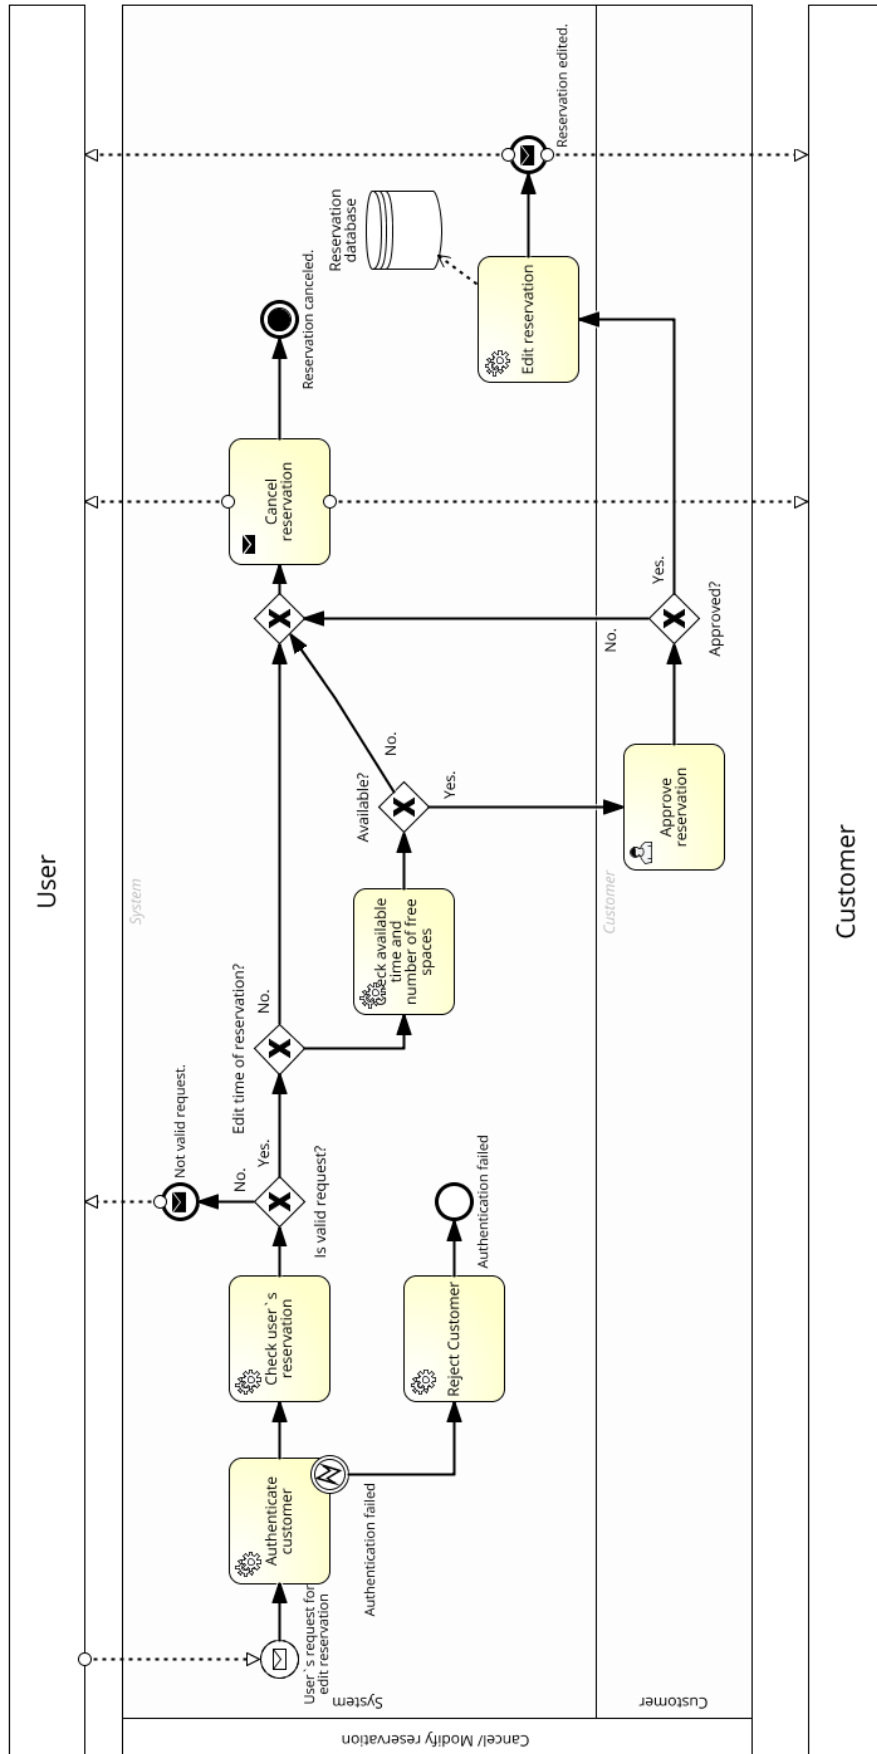 User
Cancel/ Modify reservation
System
Customer
System
Customer
User`s request for
edit reservation
Authenticate
customer
Authentication failed
Check user`s
reservation
Reject Customer
Authentication failed
Is valid request?
No.
Not valid request.
Yes.
Edit time of reservation?
No.
Check available
time and
number of free
spaces
Available?
No.
Yes.
Approve
reservation
Approved?
No.
Yes.
Cancel
reservation
Reservation canceled.
Edit reservation
Reservation
database
Reservation edited.
Customer